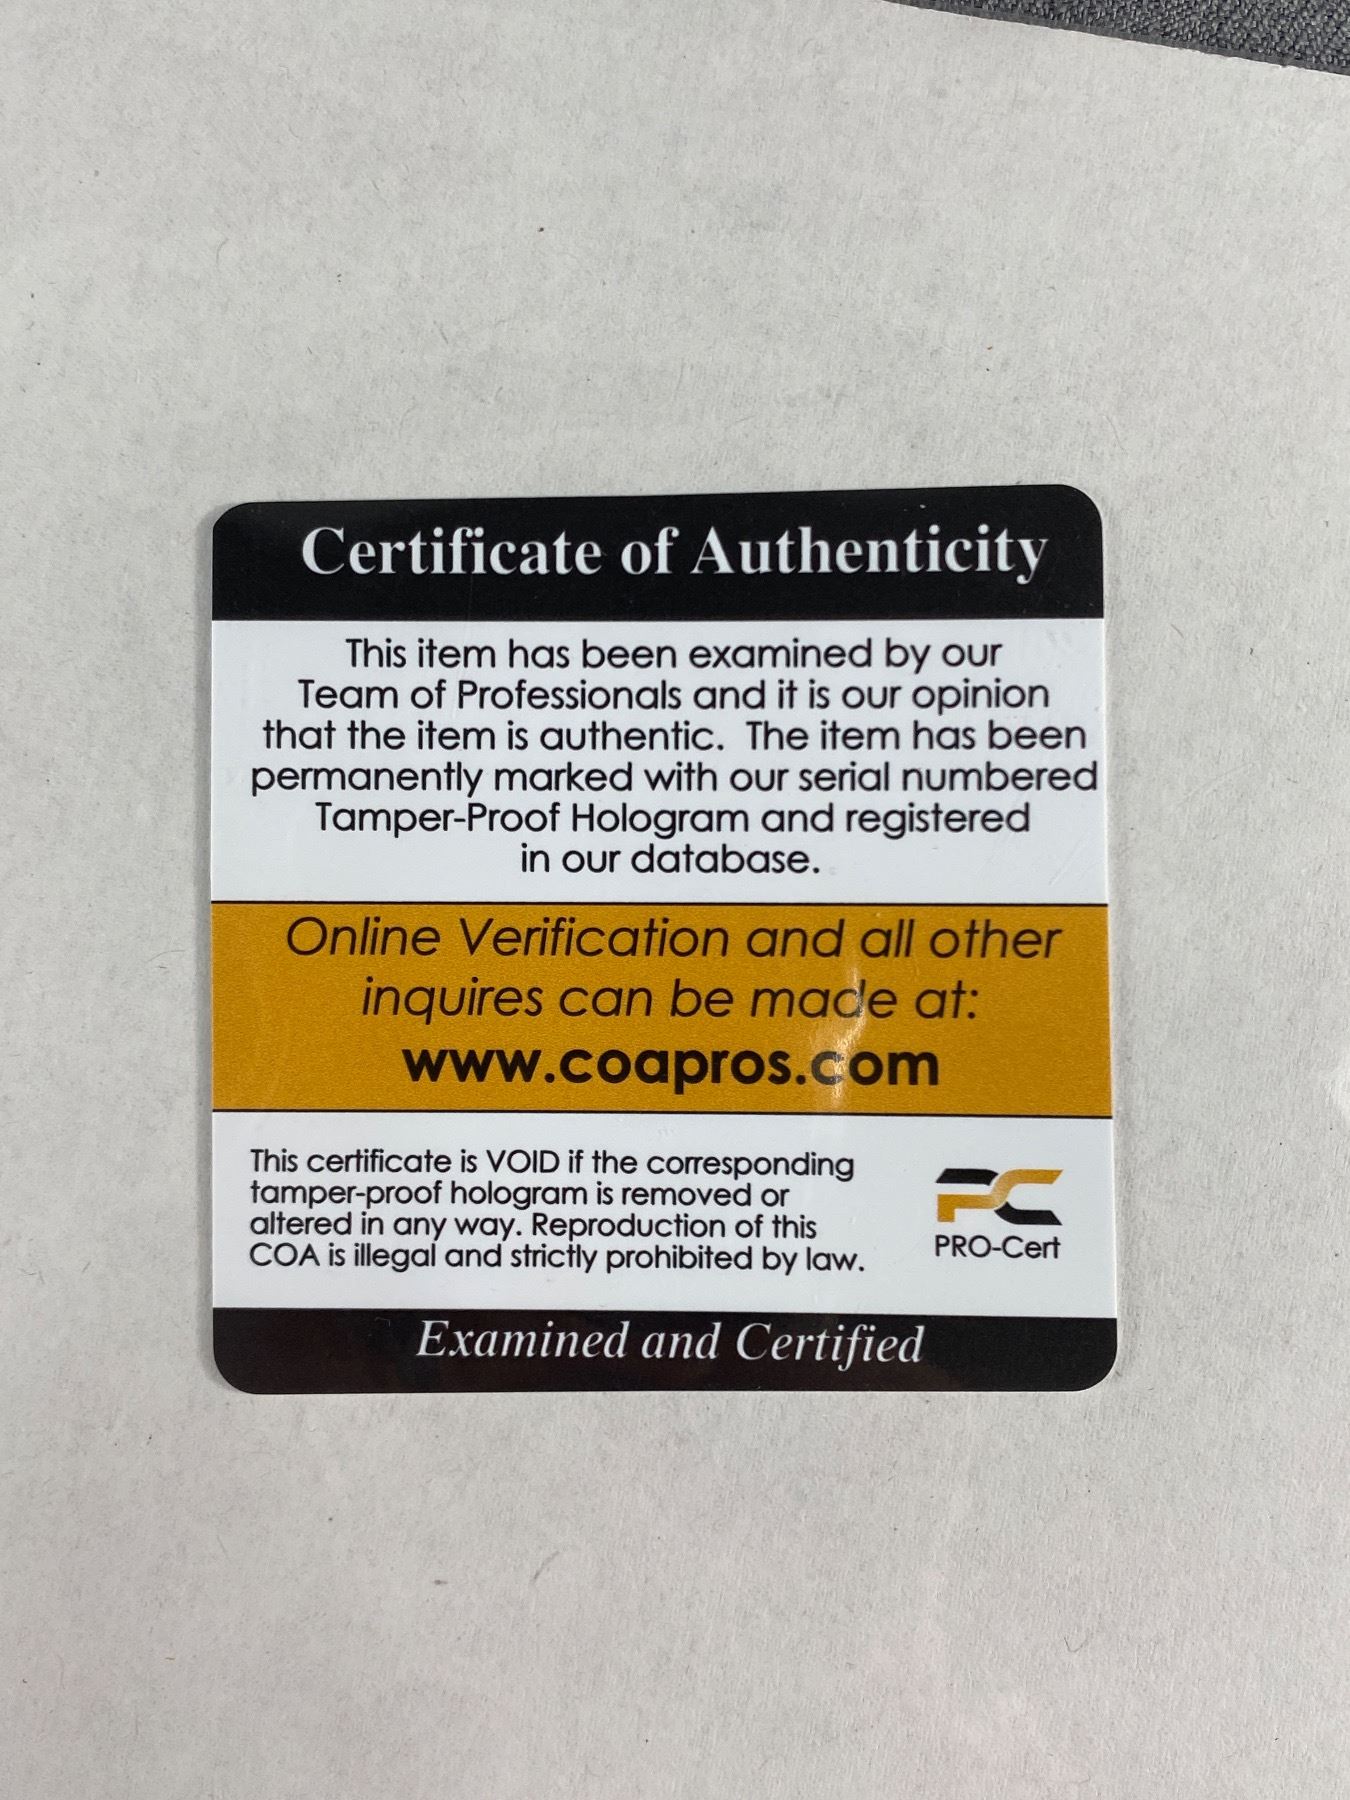 Certificate of Authenticity
This item has been examined by our
Team of Professionals and it is our opinion
that the item is authentic. The item has been
permanently marked with our serial numbered
Tamper-Proof Hologram and registered
in our database.
Online Verification and all other
inquires can be made at:
www.coapros.com
This certificate is VOID if the corresponding
tamper-proof hologram is removed or
altered in any way. Reproduction of this
COA is illegal and strictly prohibited by law.
PC
PRO-Cert
Examined and Certified